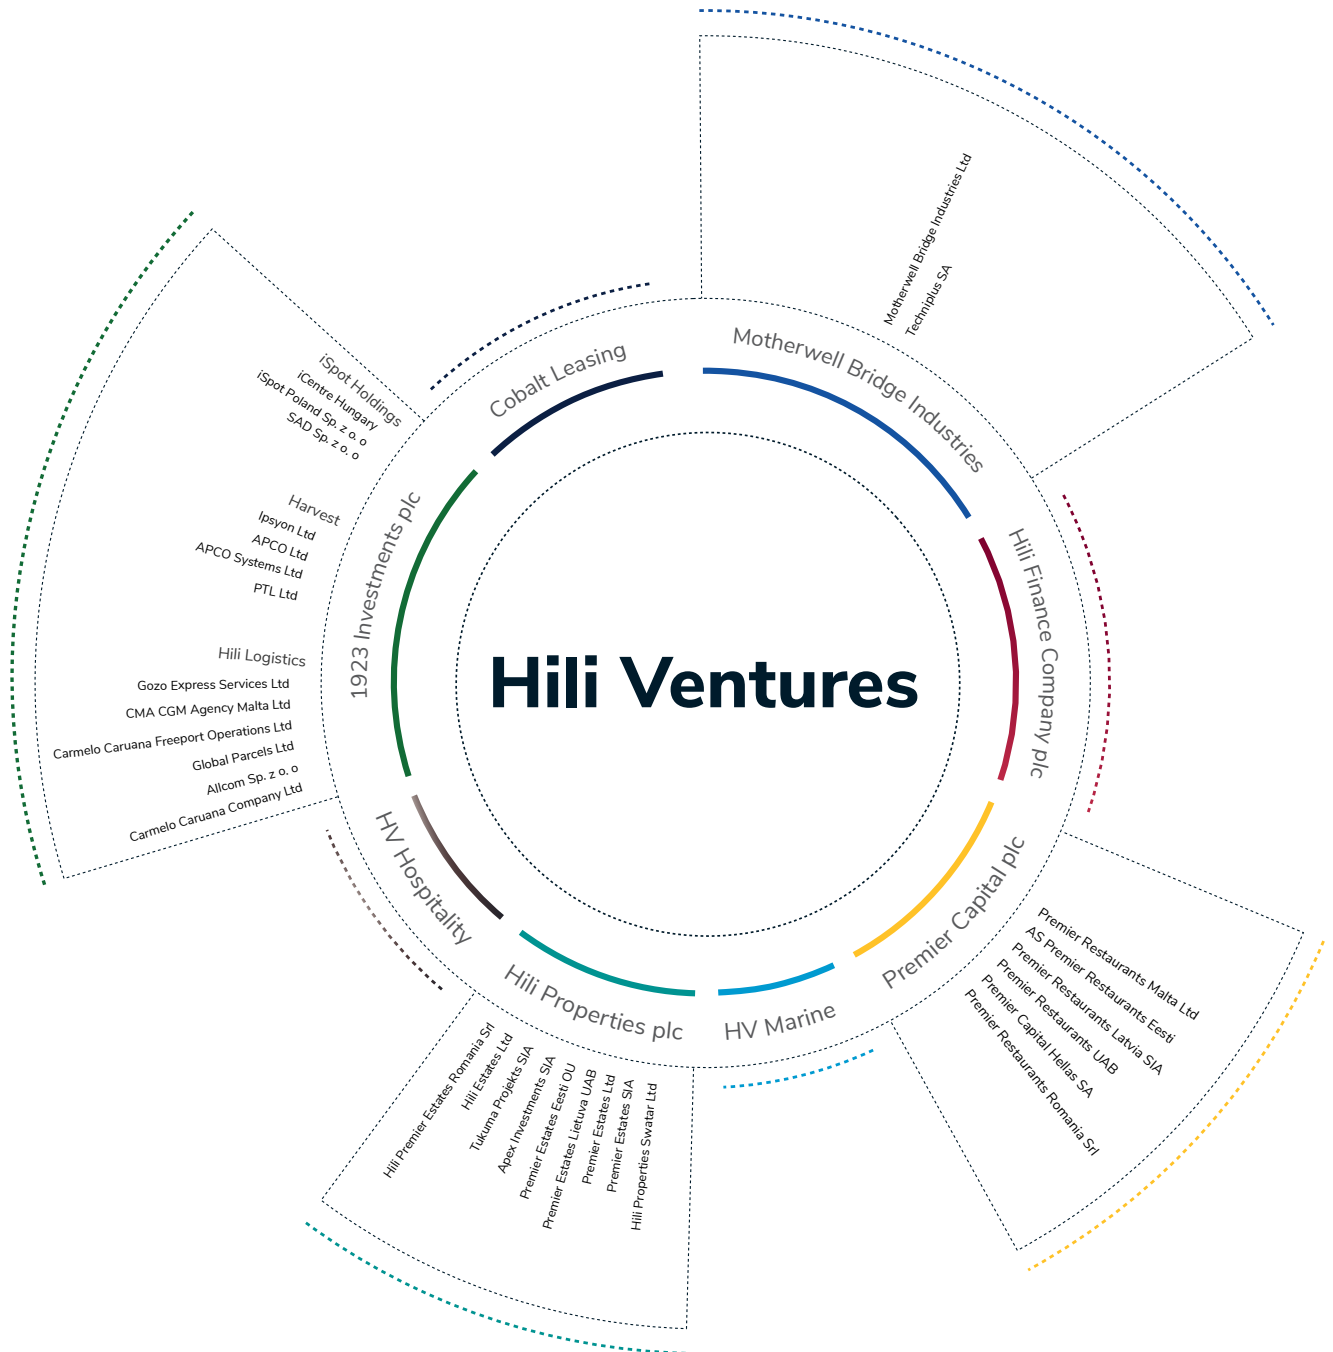 Hili Ventures
Motherwell Bridge Industries
Motherwell Bridge Industries Ltd
Techniplus SA
Hili Finance Company plc
Premier Capital plc
Premier Restaurants Malta Ltd
AS Premier Restaurants Eesti
Premier Restaurants Latvia SIA
Premier Restaurants UAB
Premier Capital Hellas SA
Premier Restaurants Romania Srl
HV Marine
Hili Properties plc
Hili Properties Swatar Ltd
Premier Estates SIA
Premier Estates Ltd
Premier Estates Lietuva UAB
Premier Estates Eesti OU
Apex Investments SIA
Tukuma Projekts SIA
Hili Estates Ltd
Hili Premier Estates Romania Srl
HV Hospitality
1923 Investments plc
iSpot Holdings
iCentre Hungary
iSpot Poland Sp. z o. o
SAD Sp. z o. o
Harvest
Ipsyon Ltd
APCO Ltd
APCO Systems Ltd
PTL Ltd
Hili Logistics
Gozo Express Services Ltd
CMA CGM Agency Malta Ltd
Carmelo Caruana Freeport Operations Ltd
Global Parcels Ltd
Allcom Sp. z o. o
Carmelo Caruana Company Ltd
Cobalt Leasing